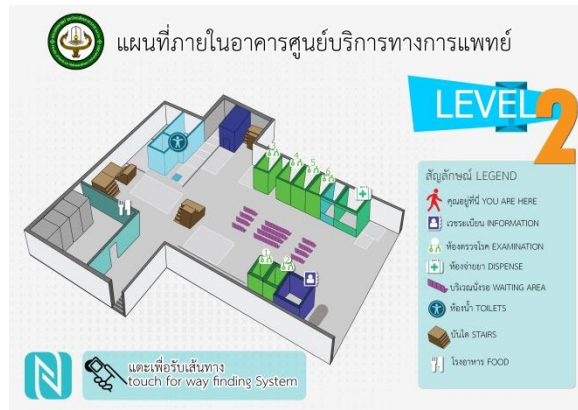 แผนที่ภายในอาคารศูนย์บริการทางการแพทย์
LEVEL 2
สัญลักษณ์ LEGEND
คุณอยู่ที่นี่ YOU ARE HERE
เวชระเบียน INFORMATION
ห้องตรวจโรค EXAMINATION
ห้องจ่ายยา DISPENSE
บริเวณนั่งรอ WAITING AREA
ห้องน้ำ TOILETS
บันได STAIRS
โรงอาหาร FOOD
3
4
5
6
1
2
แตะเพื่อรับเส้นทาง
touch for way finding System